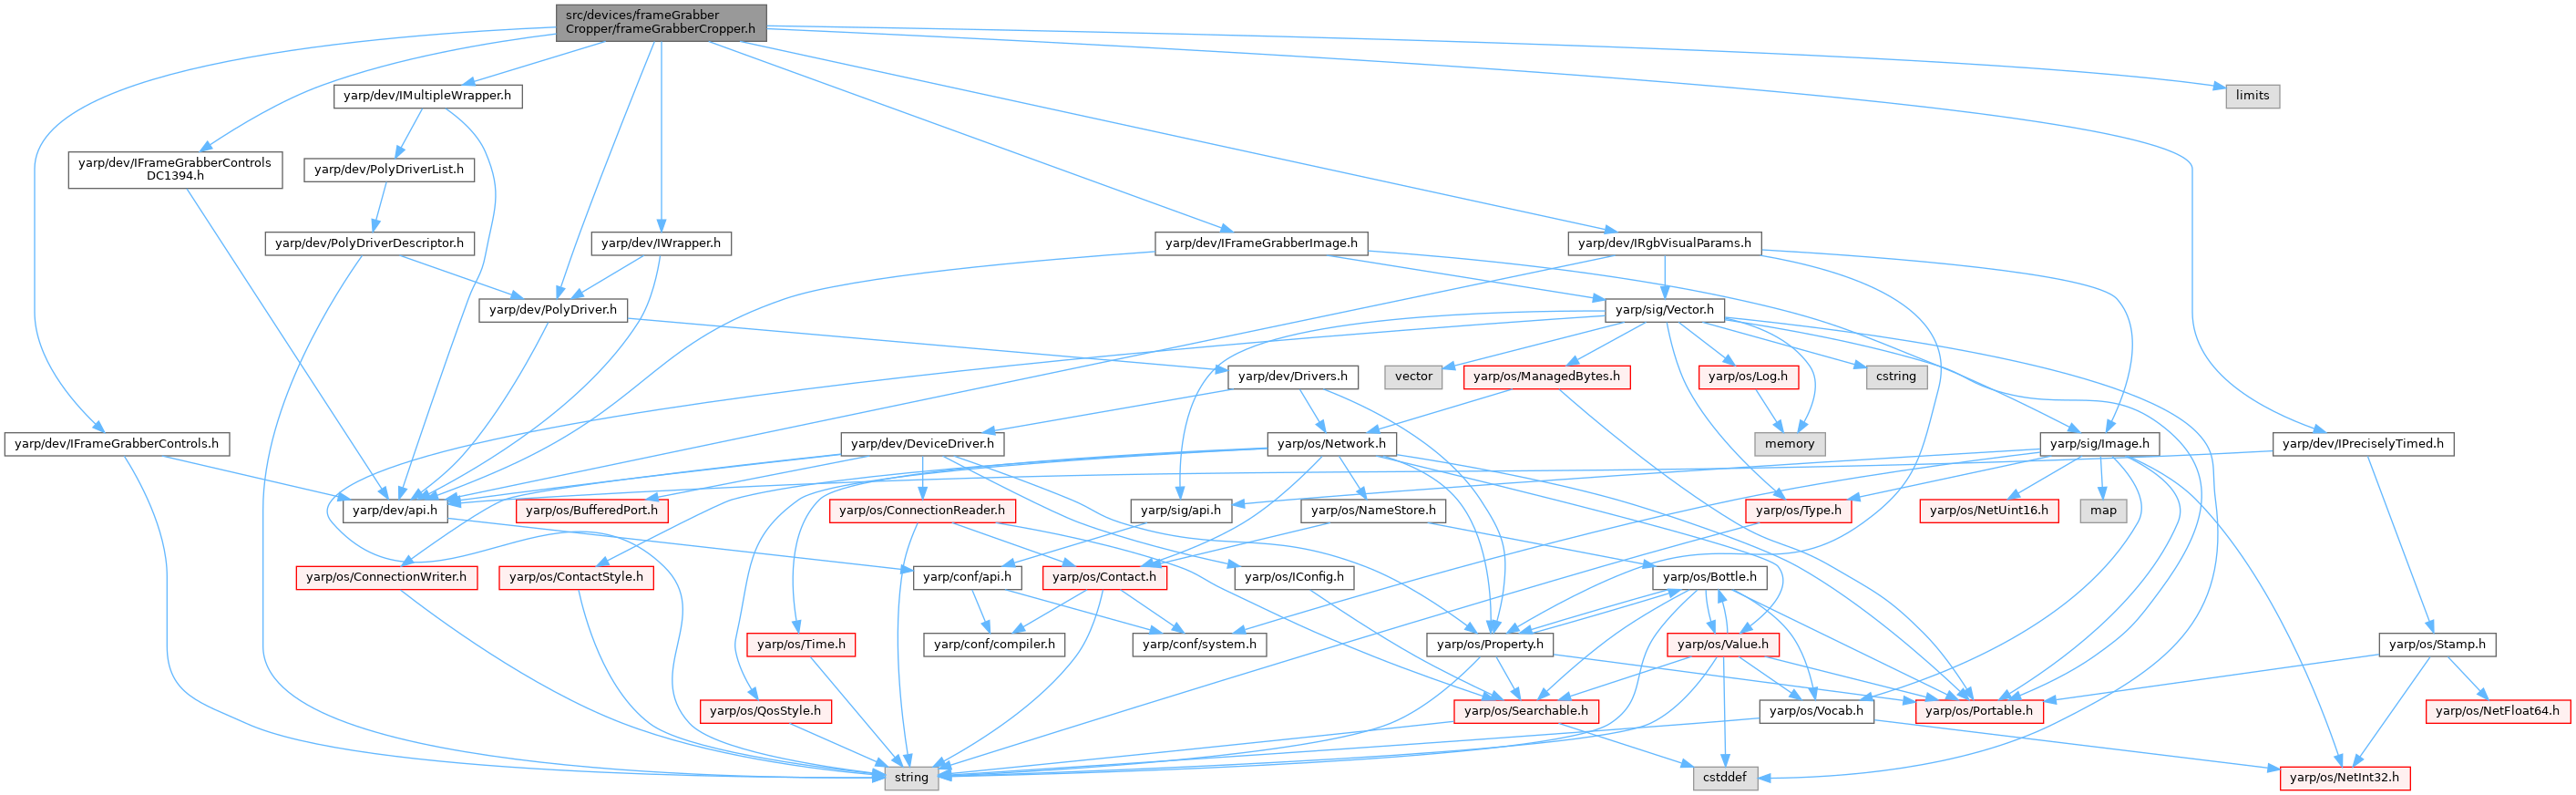 src/devices/frameGrabber
Cropper/frameGrabberCropper.h
yarp/dev/IMultipleWrapper.h
limits
yarp/dev/IFrameGrabberControls
DC1394.h
yarp/dev/PolyDriverList.h
yarp/dev/PolyDriverDescriptor.h
yarp/dev/IWrapper.h
yarp/dev/IFrameGrabberImage.h
yarp/dev/IRgbVisualParams.h
yarp/dev/PolyDriver.h
yarp/sig/Vector.h
yarp/dev/Drivers.h
vector
yarp/os/ManagedBytes.h
yarp/os/Log.h
cstring
yarp/dev/IFrameGrabberControls.h
yarp/dev/DeviceDriver.h
yarp/os/Network.h
memory
yarp/sig/Image.h
yarp/dev/IPreciselyTimed.h
yarp/dev/api.h
yarp/os/BufferedPort.h
yarp/os/ConnectionReader.h
yarp/sig/api.h
yarp/os/NameStore.h
yarp/os/Type.h
yarp/os/NetUint16.h
map
yarp/os/ConnectionWriter.h
yarp/os/ContactStyle.h
yarp/conf/api.h
yarp/os/Contact.h
yarp/os/IConfig.h
yarp/os/Bottle.h
yarp/os/Time.h
yarp/conf/compiler.h
yarp/conf/system.h
yarp/os/Property.h
yarp/os/Value.h
yarp/os/Stamp.h
yarp/os/QosStyle.h
yarp/os/Searchable.h
yarp/os/Vocab.h
yarp/os/Portable.h
yarp/os/NetFloat64.h
string
cstddef
yarp/os/NetInt32.h